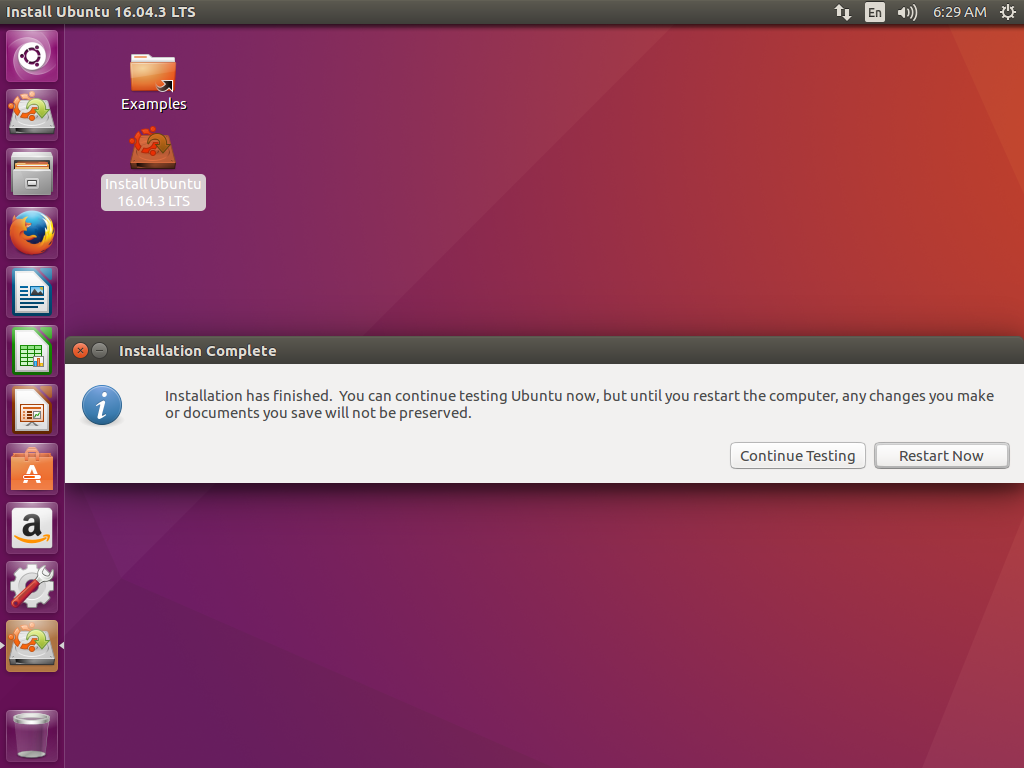 Install Ubuntu 16.04.3 LTS
En
6:29 AM
Examples
Install Ubuntu
16.04.3 LTS
Installation Complete
Installation has finished.  You can continue testing Ubuntu now, but until you restart the computer, any changes you make
or documents you save will not be preserved.
Continue Testing
Restart Now